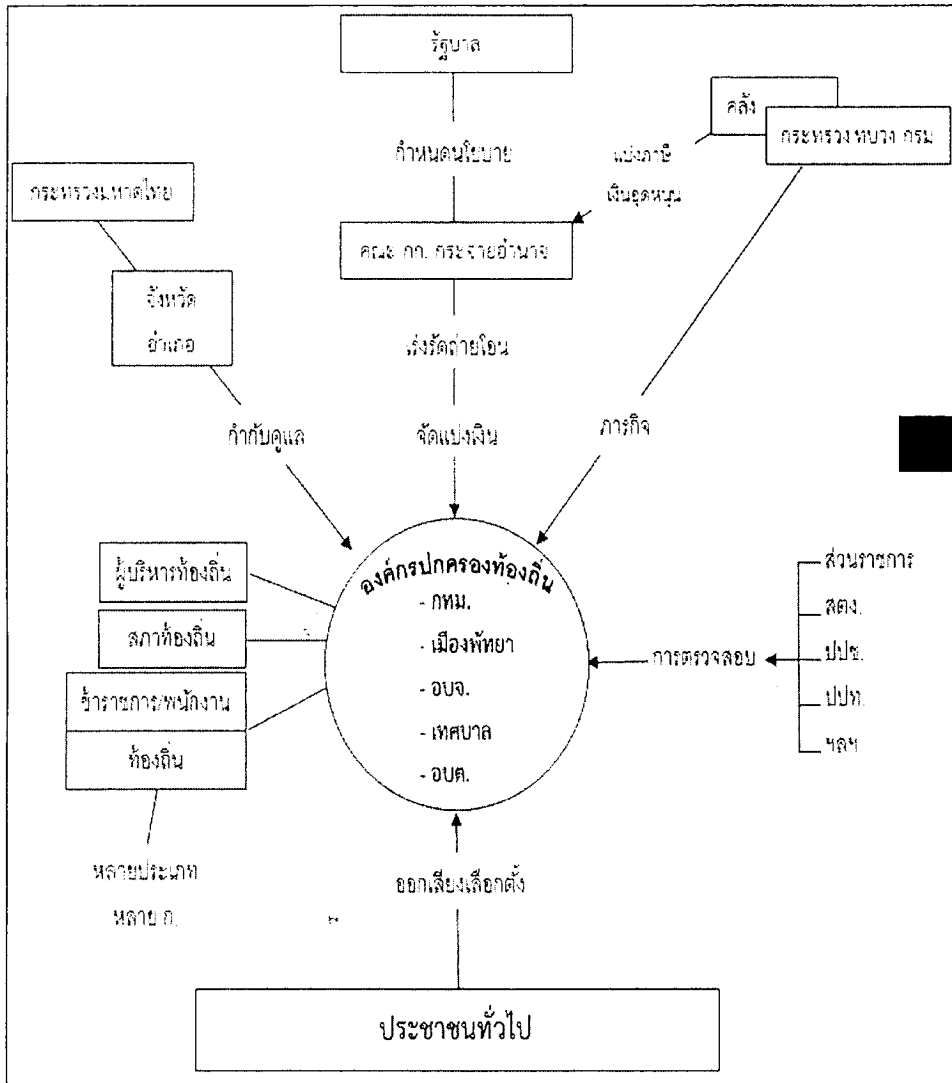 รัฐบาล
คลัง
กระทรวง ทบวง กรม
กำหนดนโยบาย
แบ่งภาษี
เงินอุดหนุน
กระทรวงมหาดไทย
คณะ กก. กระจายอำนาจ
จังหวัด
อำเภอ
เร่งรัดถ่ายโอน
กำกับดูแล
จัดแบ่งเงิน
ภารกิจ
องค์กรปกครองท้องถิ่น
- กทม.
- เมืองพัทยา
- อบจ.
- เทศบาล
- อบต.
ผู้บริหารท้องถิ่น
สภาท้องถิ่น
ข้าราชการ/พนักงาน
ท้องถิ่น
หลายประเภท
หลาย ก.
การตรวจสอบ
ส่วนราชการ
สตง.
ปปช.
ปปท.
ฯลฯ
ออกเสียงเลือกตั้ง
ประชาชนทั่วไป